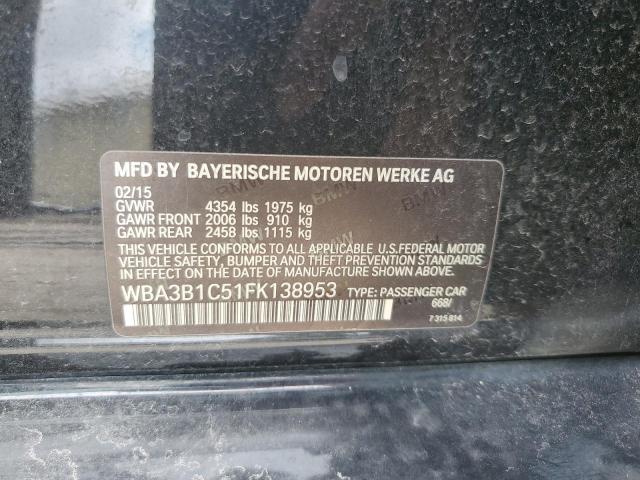 MFD BY BAYERISCHE MOTOREN WERKE AG
02/15
GVWR 4354 lbs 1975 kg
GAWR FRONT 2006 lbs 910 kg
GAWR REAR 2458 lbs 1115 kg
THIS VEHICLE CONFORMS TO ALL APPLICABLE U.S. FEDERAL MOTOR
VEHICLE SAFETY, BUMPER AND THEFT PREVENTION STANDARDS
IN EFFECT ON THE DATE OF MANUFACTURE SHOWN ABOVE.
WBA3B1C51FK138953 TYPE: PASSENGER CAR
668/
7 315 814